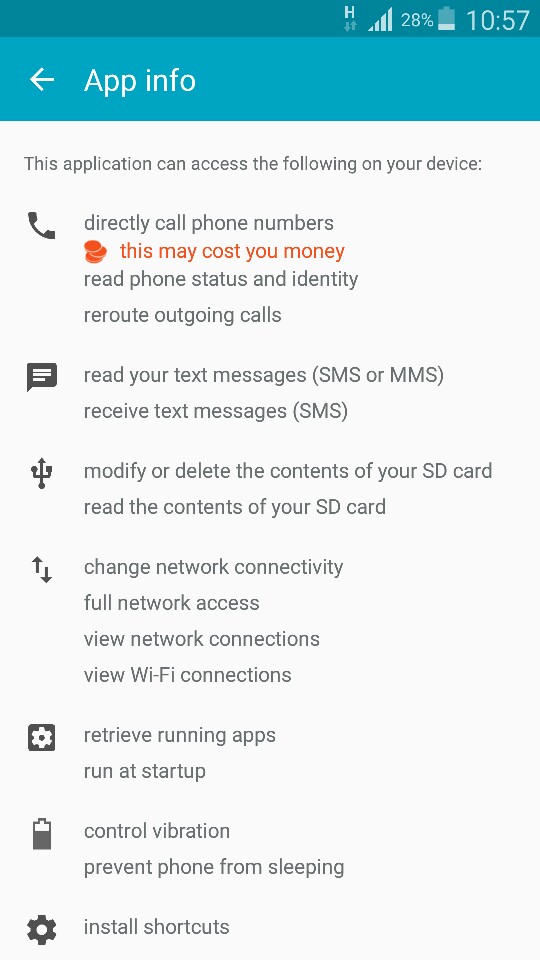 H 28% 10:57
App info
This application can access the following on your device:
directly call phone numbers
this may cost you money
read phone status and identity
reroute outgoing calls
read your text messages (SMS or MMS)
receive text messages (SMS)
modify or delete the contents of your SD card
read the contents of your SD card
change network connectivity
full network access
view network connections
view Wi-Fi connections
retrieve running apps
run at startup
control vibration
prevent phone from sleeping
install shortcuts